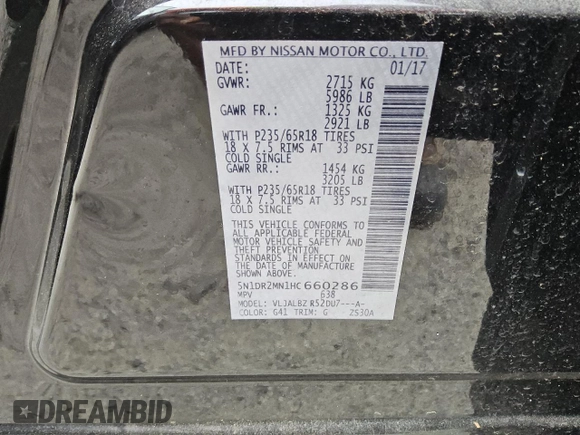 MFD BY NISSAN MOTOR CO., LTD.
DATE: 01/17
GVWR: 2715 KG
5986 LB
GAWR FR.: 1325 KG
2921 LB
WITH P235/65R18 TIRES
18 x 7.5 RIMS AT 33 PSI
COLD SINGLE
GAWR RR.: 1454 KG
3205 LB
WITH P235/65R18 TIRES
18 x 7.5 RIMS AT 33 PSI
COLD SINGLE
THIS VEHICLE CONFORMS TO
ALL APPLICABLE FEDERAL
MOTOR VEHICLE SAFETY AND
THEFT PREVENTION
STANDARDS IN EFFECT ON
THE DATE OF MANUFACTURE
SHOWN ABOVE.
5N1DR2MN1HC 660286
MPV 638
MODEL: VLJALBZ R52DU7---A-
COLOR: G41 TRIM: G ZS30A
DREAMBID